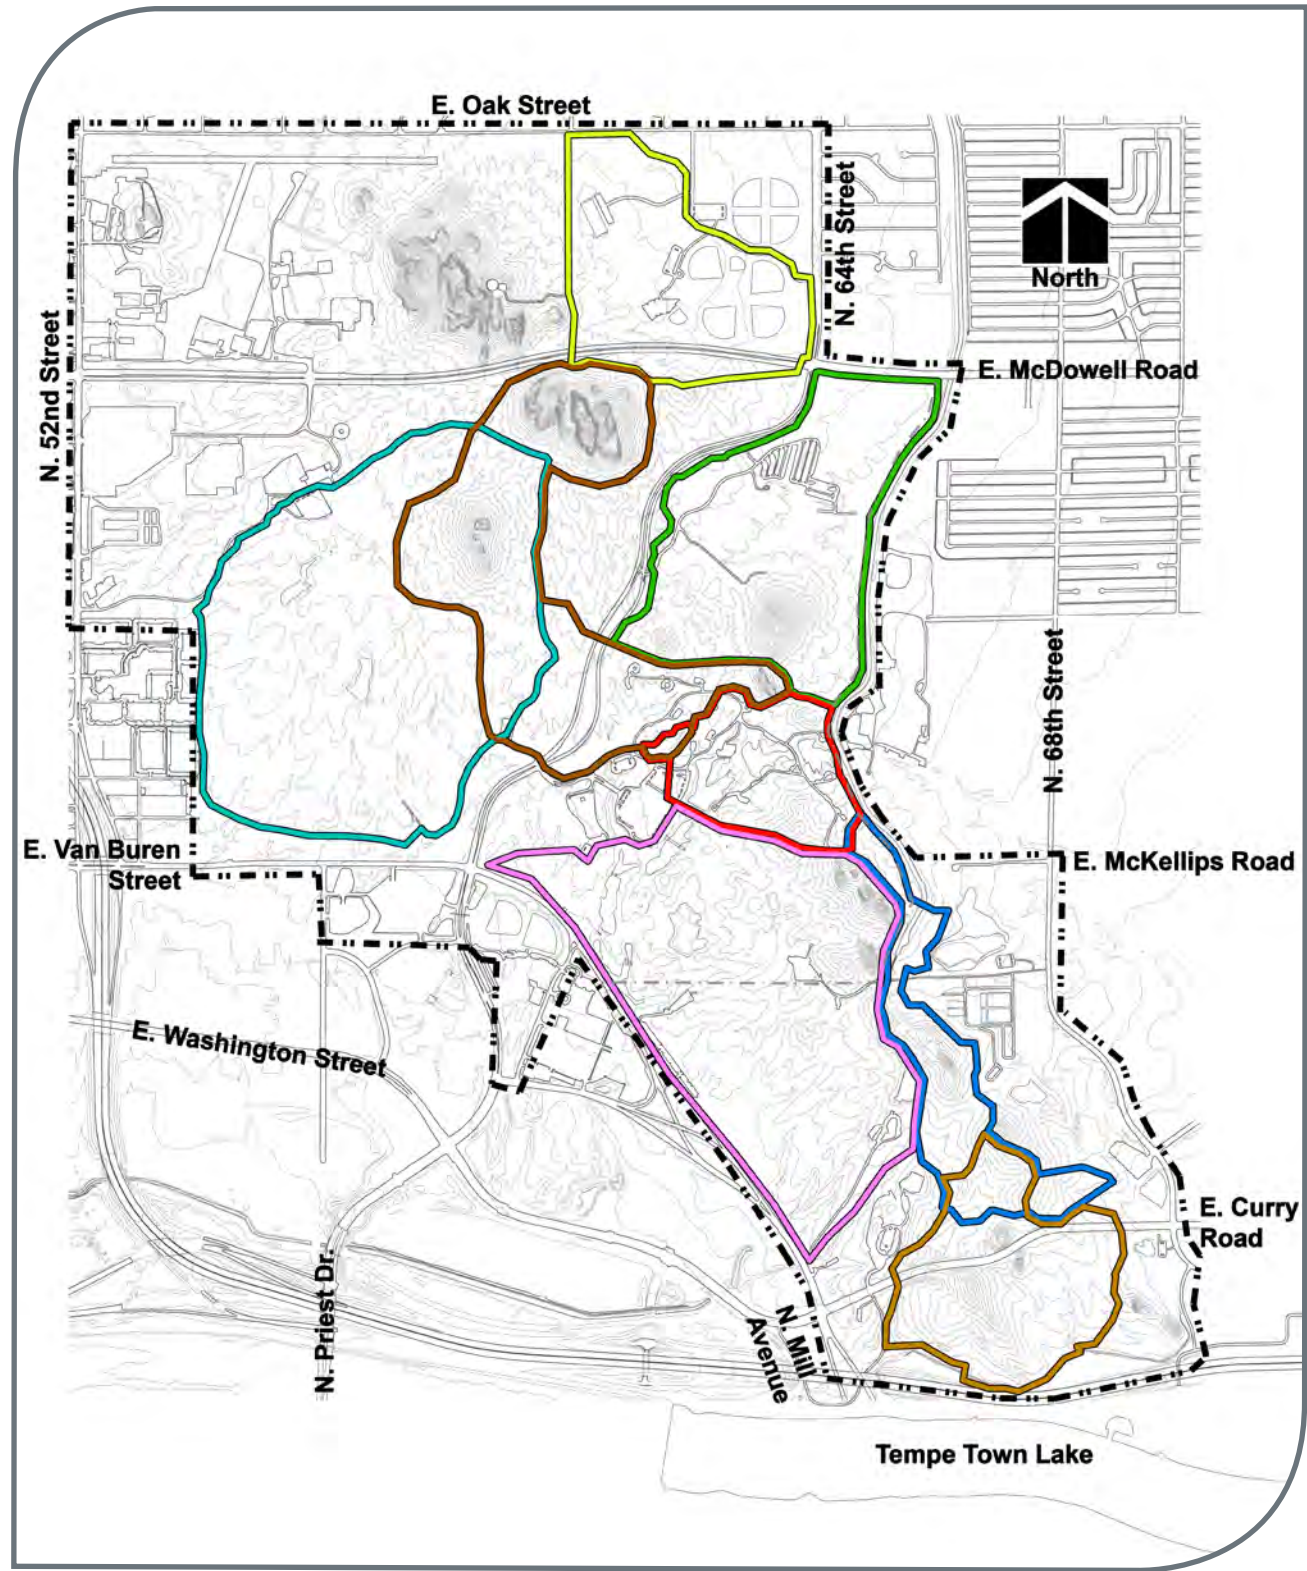 E. Oak Street
N. 64th Street
North
N. 52nd Street
E. McDowell Road
N. 68th Street
E. Van Buren
Street
E. McKellips Road
E. Washington Street
E. Curry
Road
N. Priest Dr.
N. Mill
Avenue
Tempe Town Lake